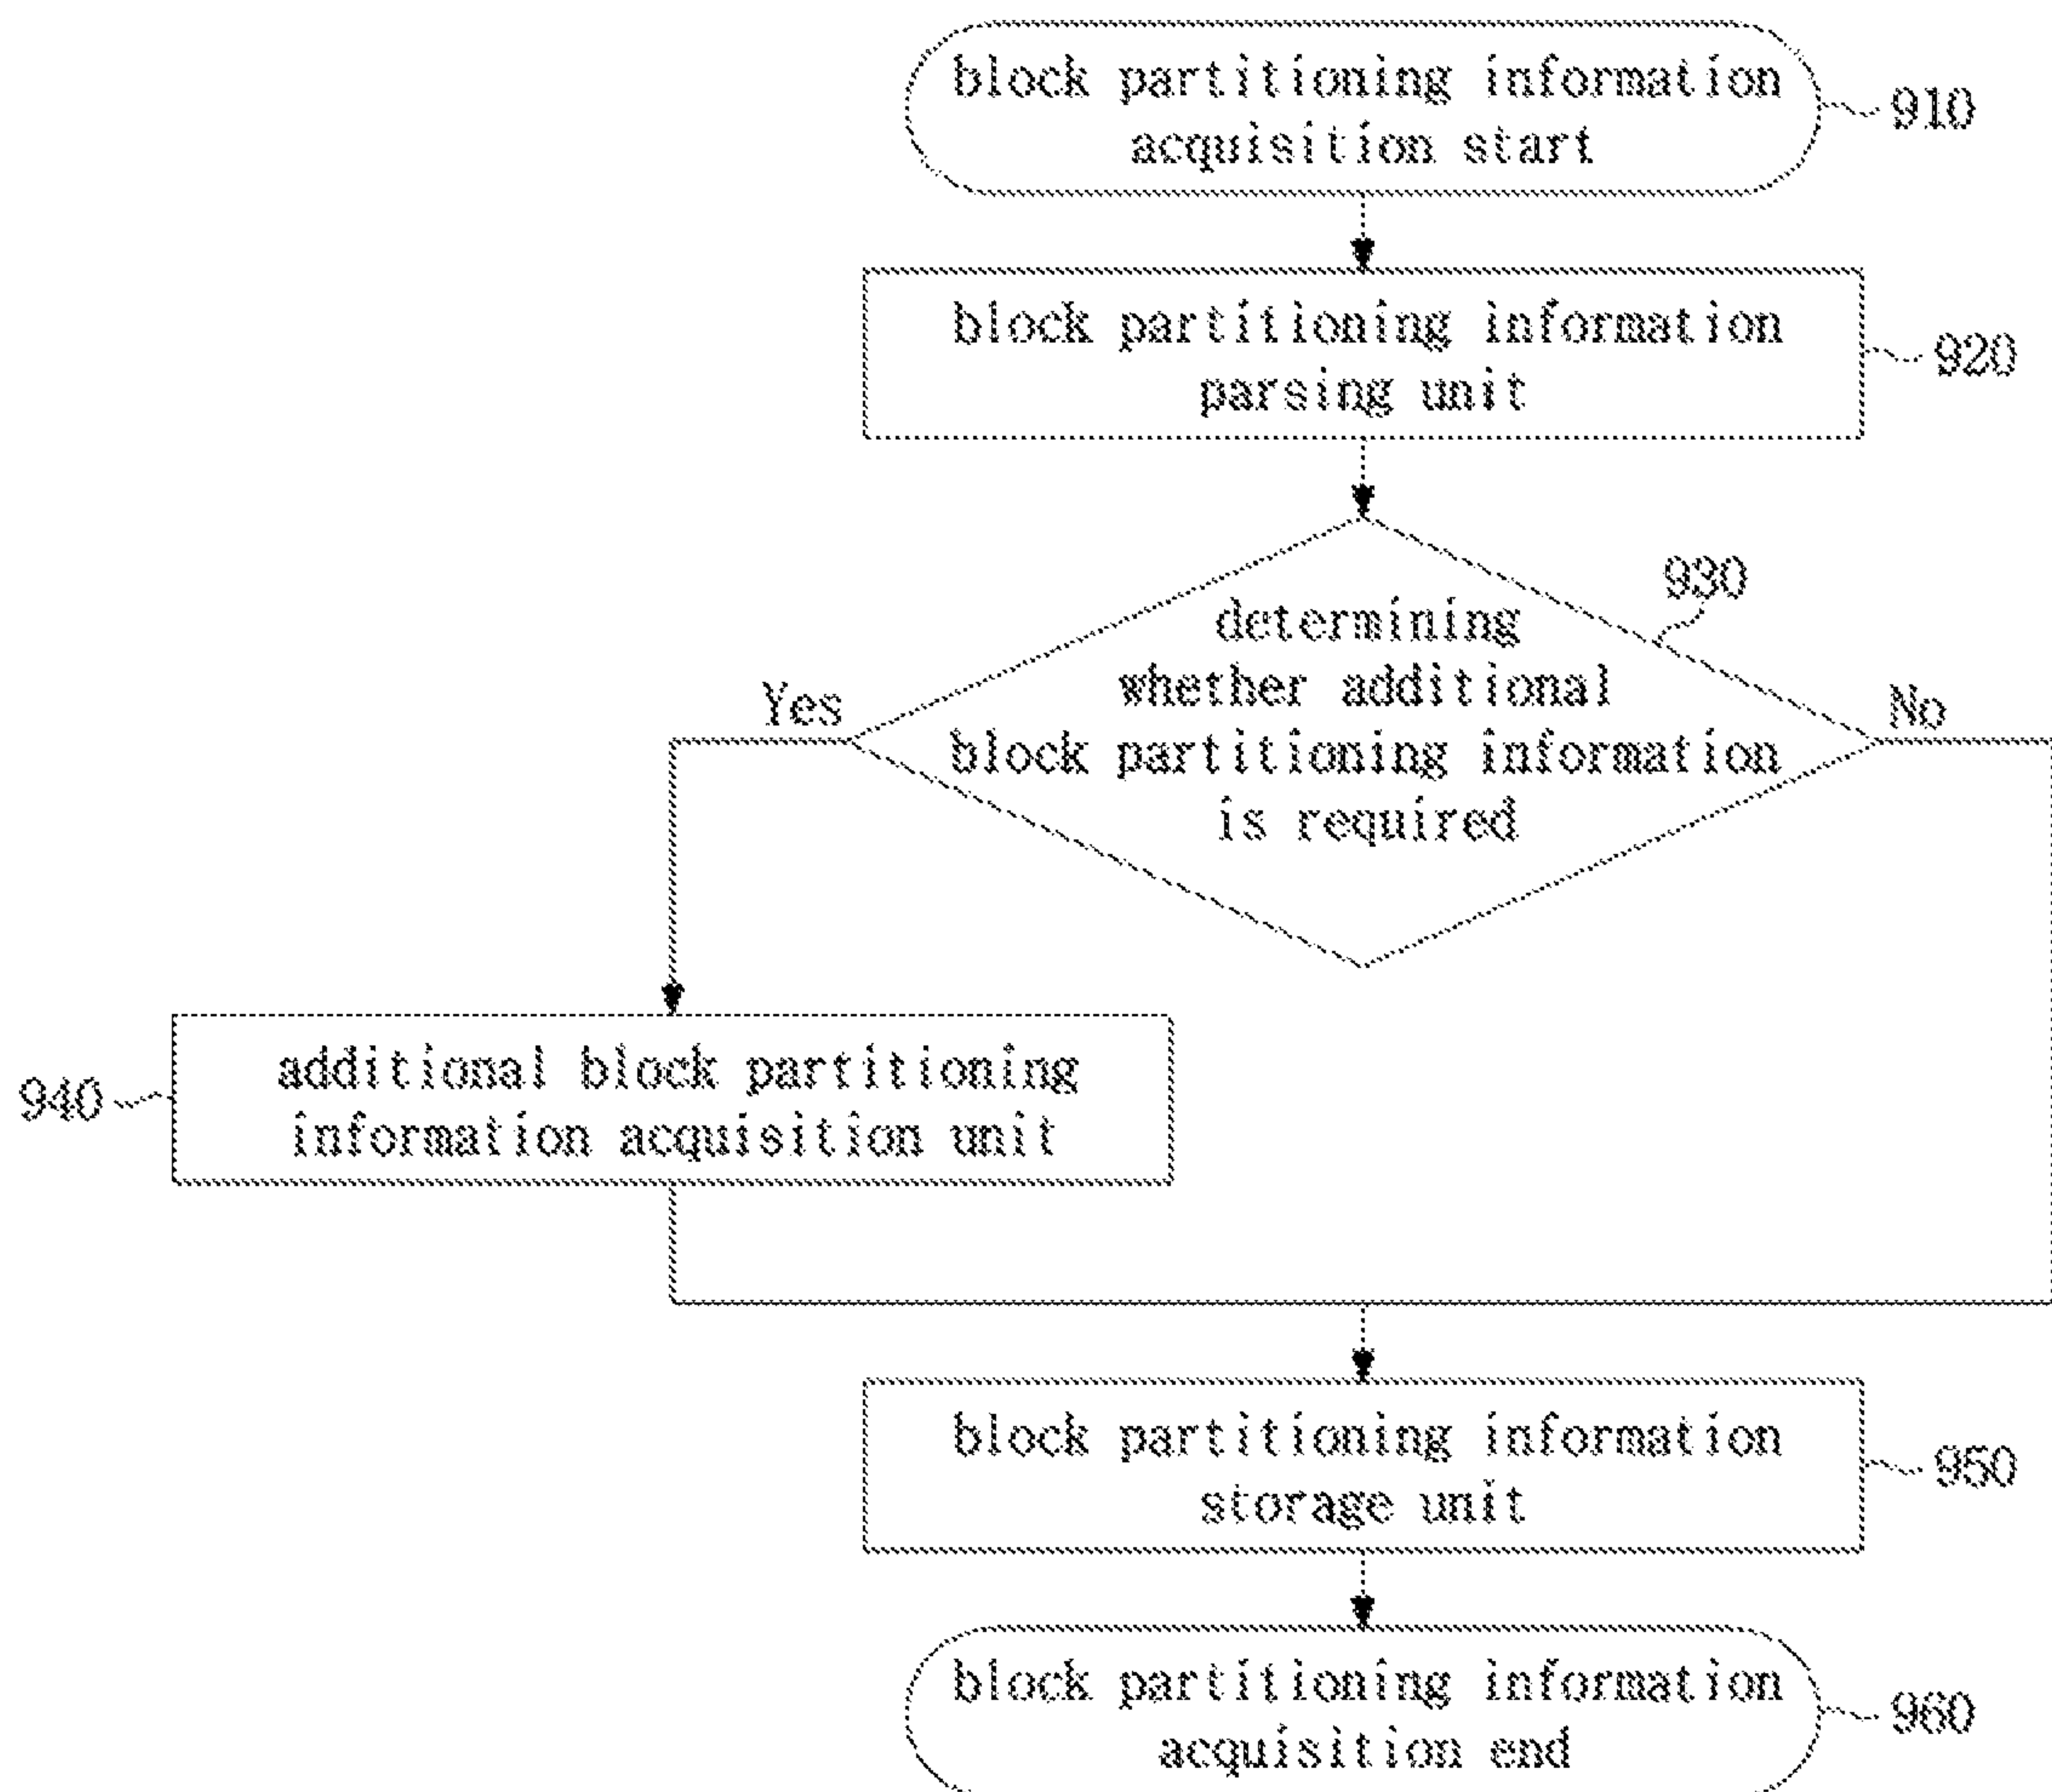 block partitioning information
acquisition start
910
block partitioning information
parsing unit
920
930
determining
whether additional
block partitioning information
is required
Yes
No
additional block partitioning
information acquisition unit
940
block partitioning information
storage unit
950
block partitioning information
acquisition end
960